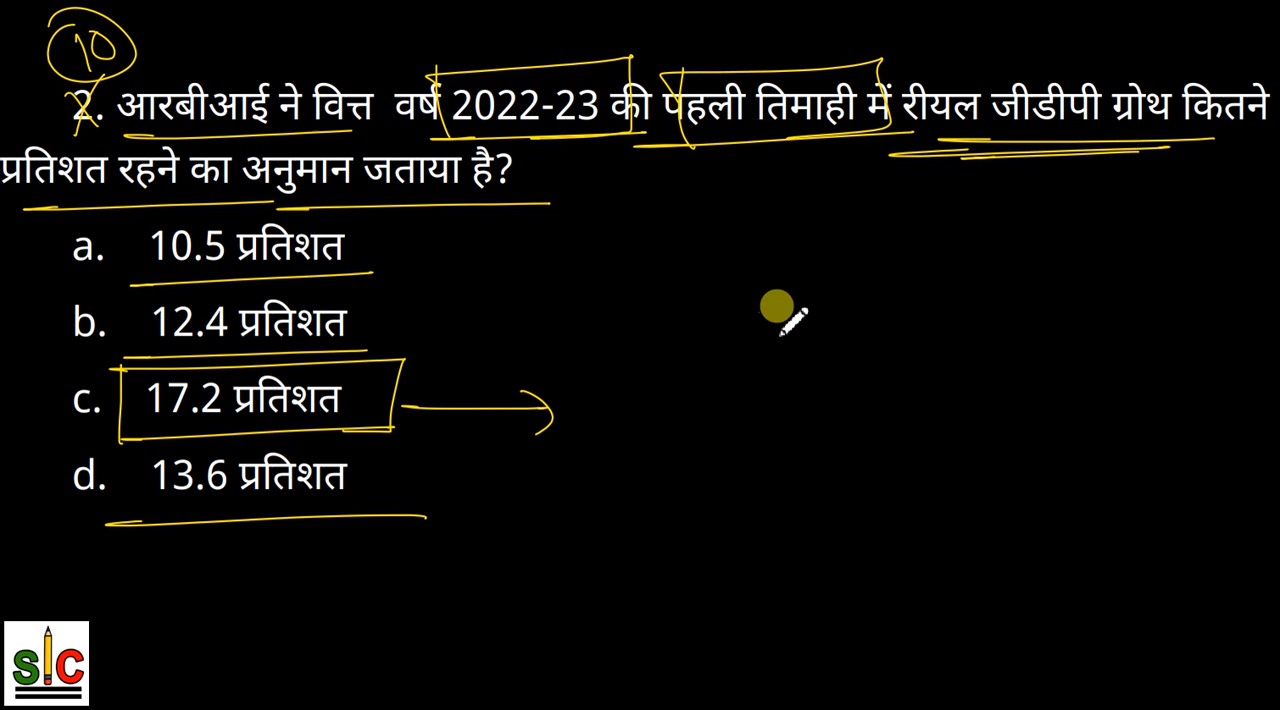 10
2. आरबीआई ने वित्त वर्ष 2022-23 की पहली तिमाही में रीयल जीडीपी ग्रोथ कितने
प्रतिशत रहने का अनुमान जताया है?
a. 10.5 प्रतिशत
b. 12.4 प्रतिशत
c. 17.2 प्रतिशत
d. 13.6 प्रतिशत
SIC